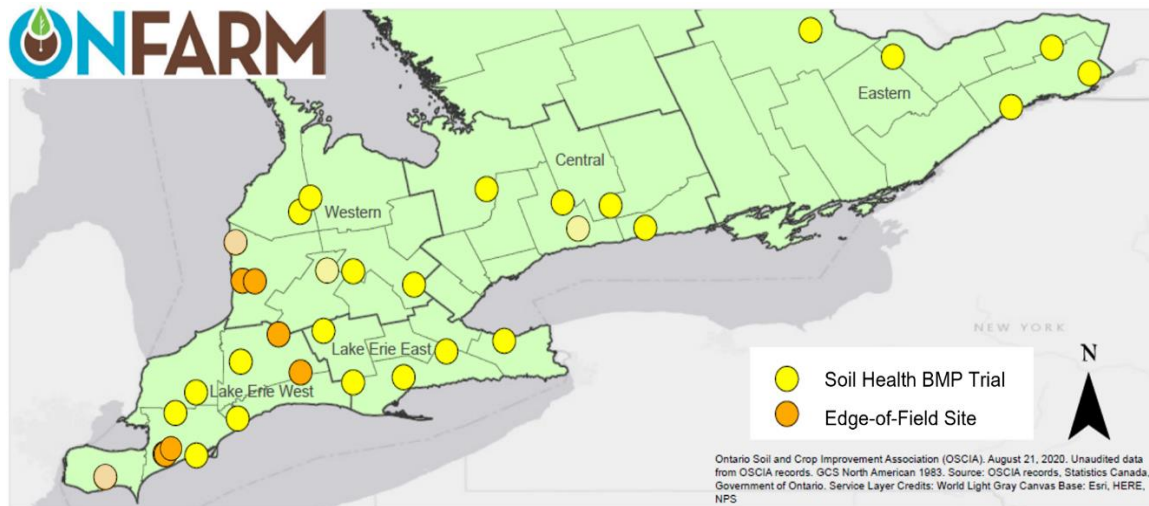 ONFARM
Eastern
Central
Western
Lake Erie East
Lake Erie West
NEW YORK
N
Soil Health BMP Trial
Edge-of-Field Site
Ontario Soil and Crop Improvement Association (OSCIA). August 21, 2020. Unaudited data
from OSCIA records. GCS North American 1983. Source: OSCIA records, Statistics Canada,
Government of Ontario. Service Layer Credits: World Light Gray Canvas Base: Esri, HERE,
NPS